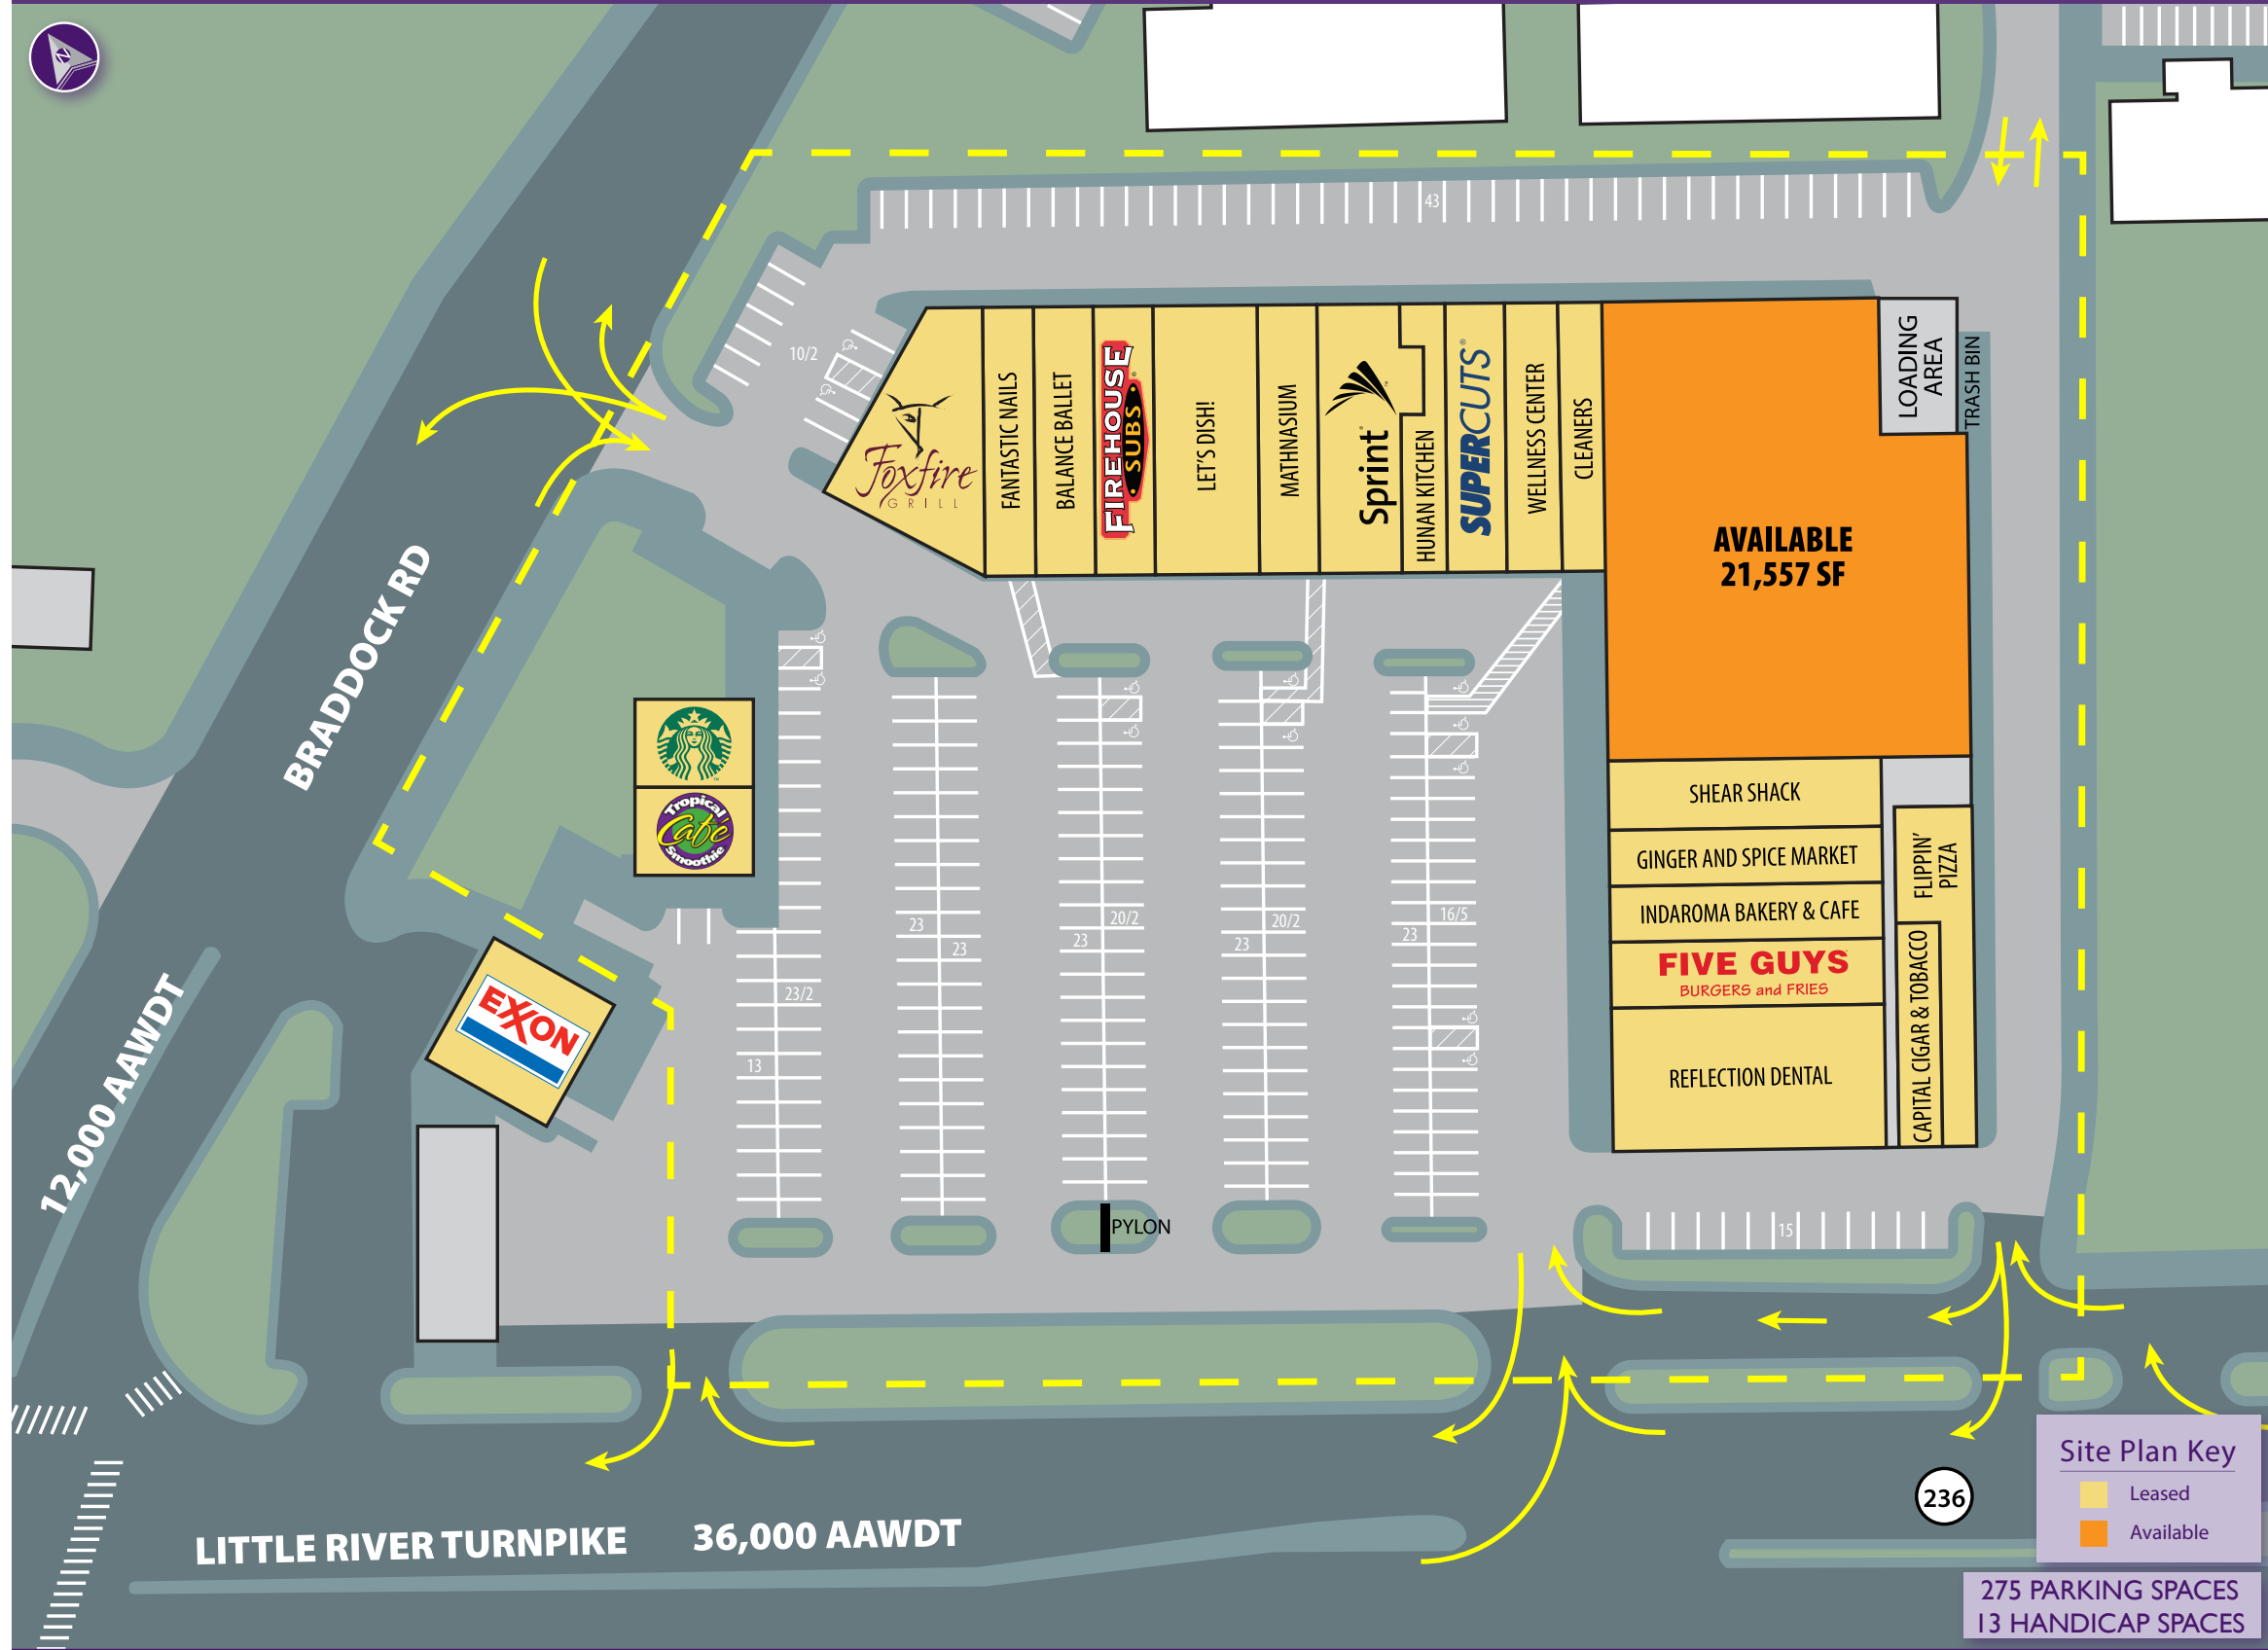 N
43
10/2
Foxfire
GRILL
FANTASTIC NAILS
BALANCE BALLET
FIREHOUSE
SUBS
LET'S DISH!
MATHNASIUM
Sprint
HUNAN KITCHEN
SUPERCUTS®
WELLNESS CENTER
CLEANERS
LOADING
AREA
TRASH BIN
AVAILABLE
21,557 SF
BRADDOCK RD
12,000 AAWDT
Tropical
Café
Smoothie
EXXON
SHEAR SHACK
GINGER AND SPICE MARKET
INDAROMA BAKERY & CAFE
FIVE GUYS
BURGERS and FRIES
REFLECTION DENTAL
FLIPPIN'
PIZZA
CAPITAL CIGAR & TOBACCO
23/2
13
23
23
23
20/2
23
20/2
23
16/5
PYLON
15
LITTLE RIVER TURNPIKE 36,000 AAWDT
236
Site Plan Key
Leased
Available
275 PARKING SPACES
13 HANDICAP SPACES